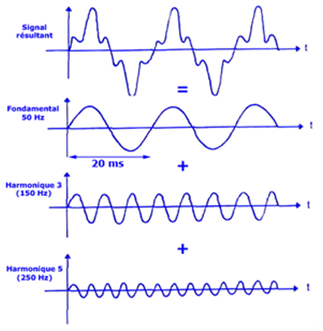 Signal
résultant
t
=
Fondamental
50 Hz
t
20 ms
+
Harmonique 3
(150 Hz)
t
+
Harmonique 5
(250 Hz)
t